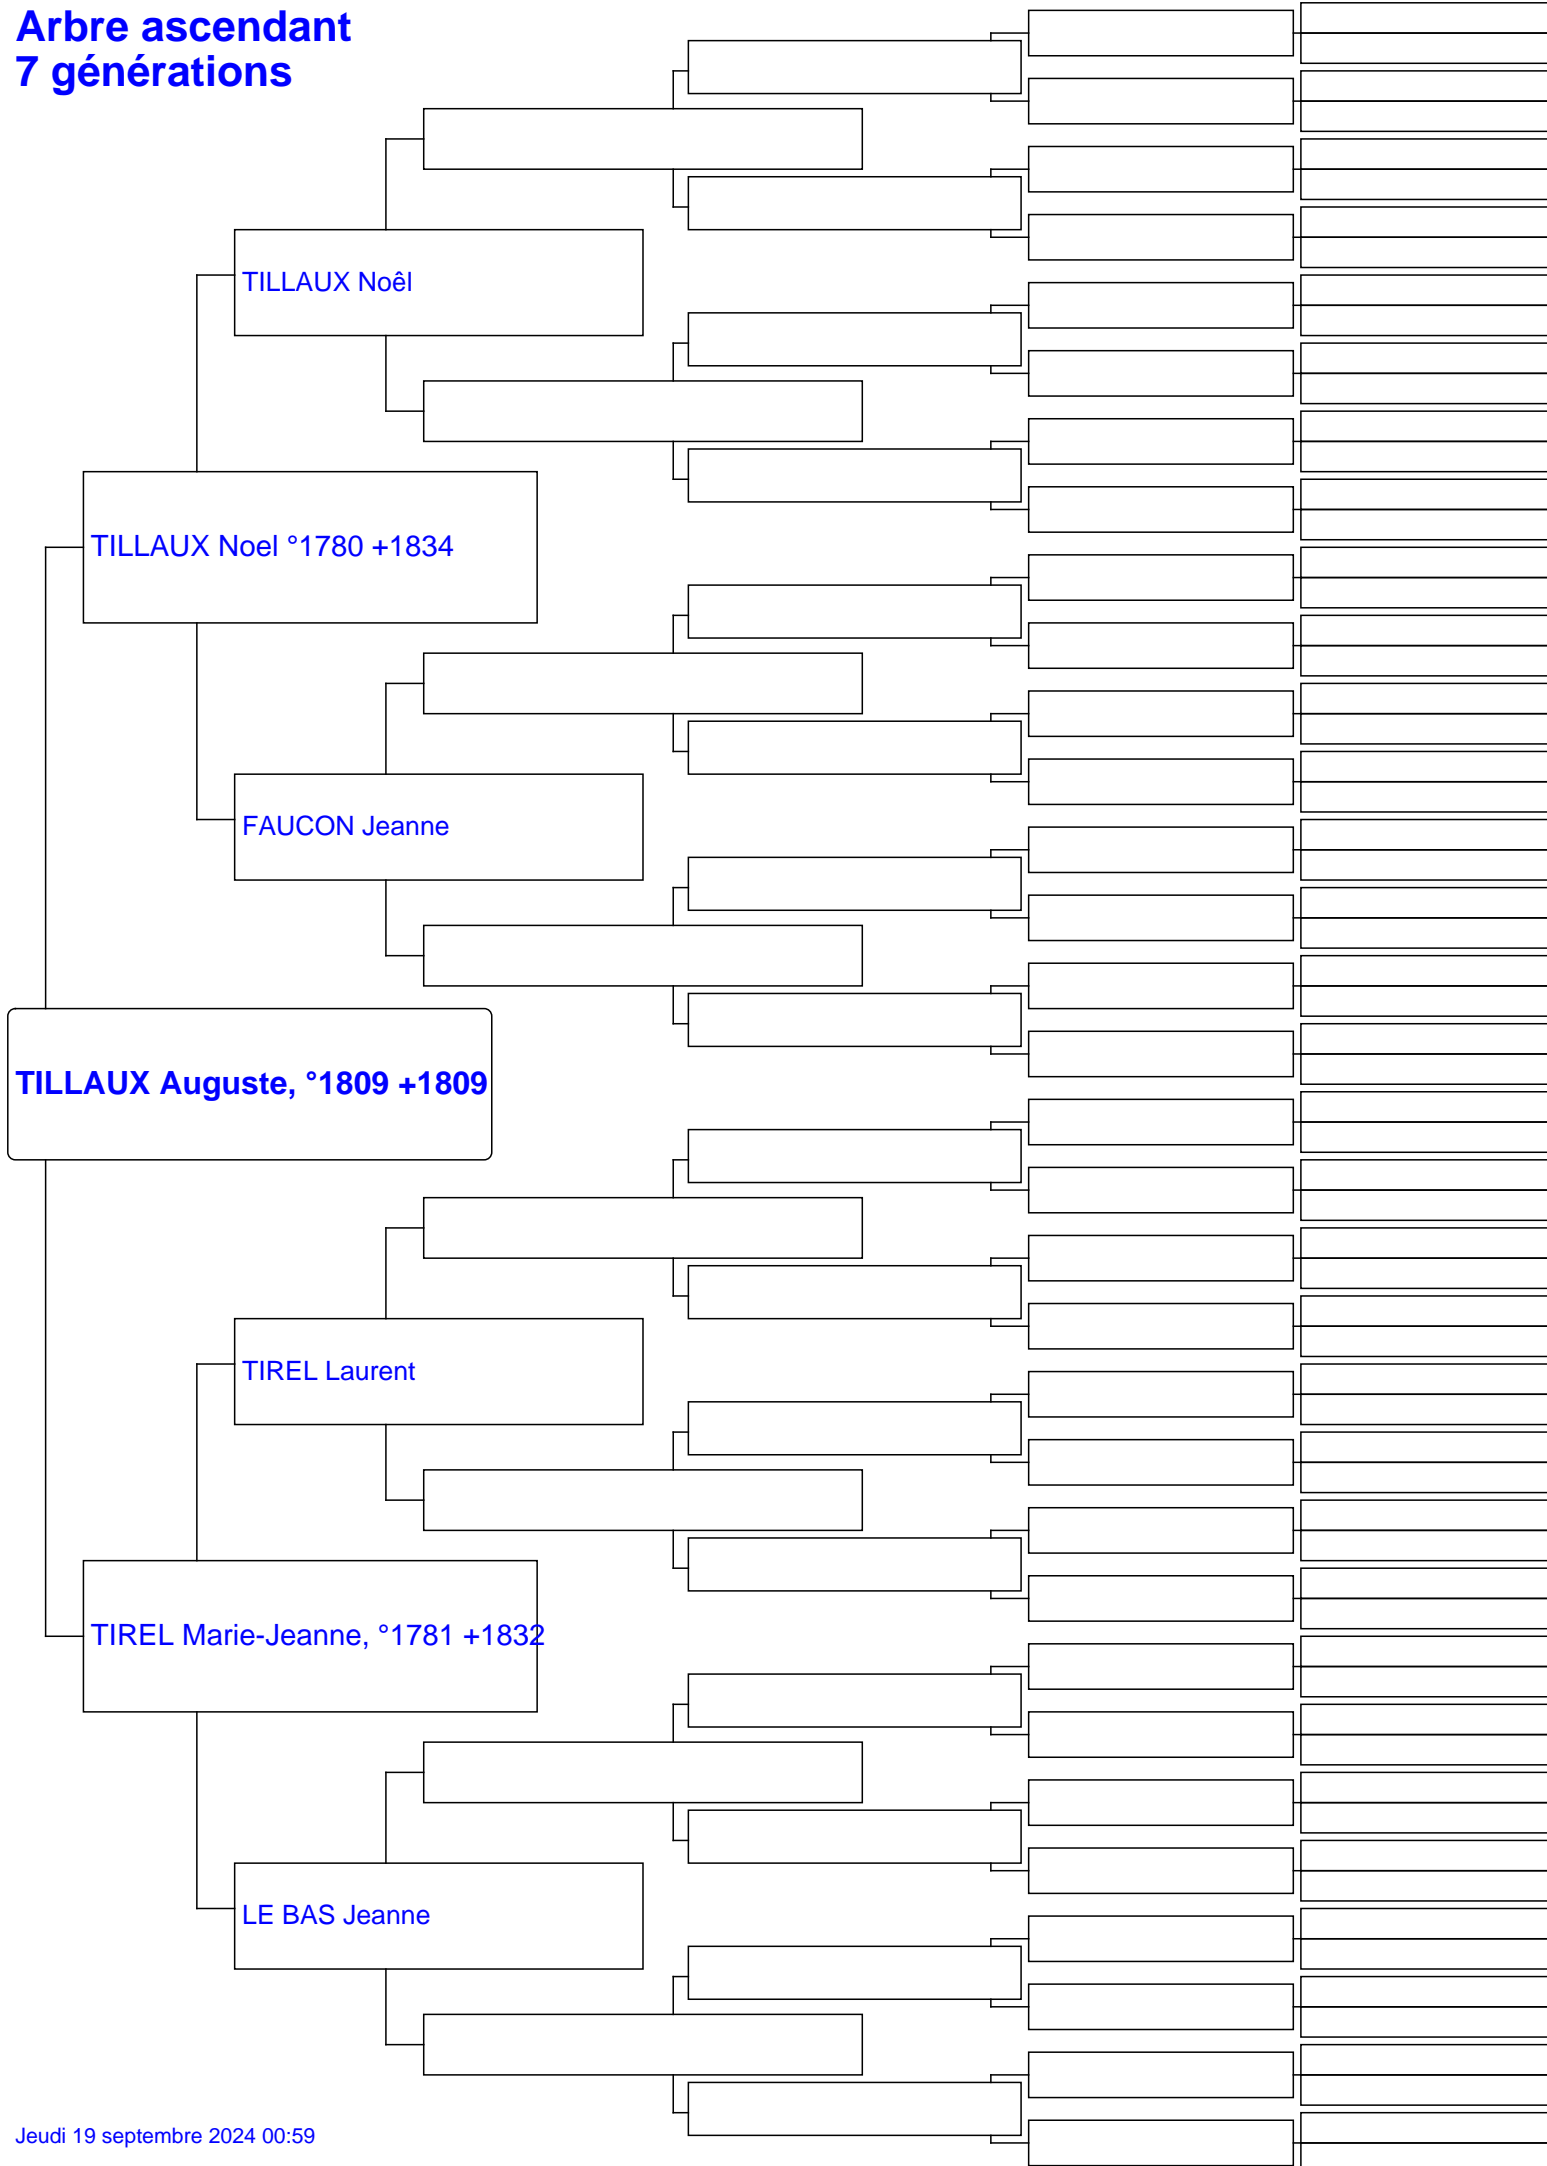 Arbre ascendant
7 générations
TILLAUX Noêl
TILLAUX Noel °1780 +1834
FAUCON Jeanne
TILLAUX Auguste, °1809 +1809
TIREL Laurent
TIREL Marie-Jeanne, °1781 +1832
LE BAS Jeanne
Jeudi 19 septembre 2024 00:59